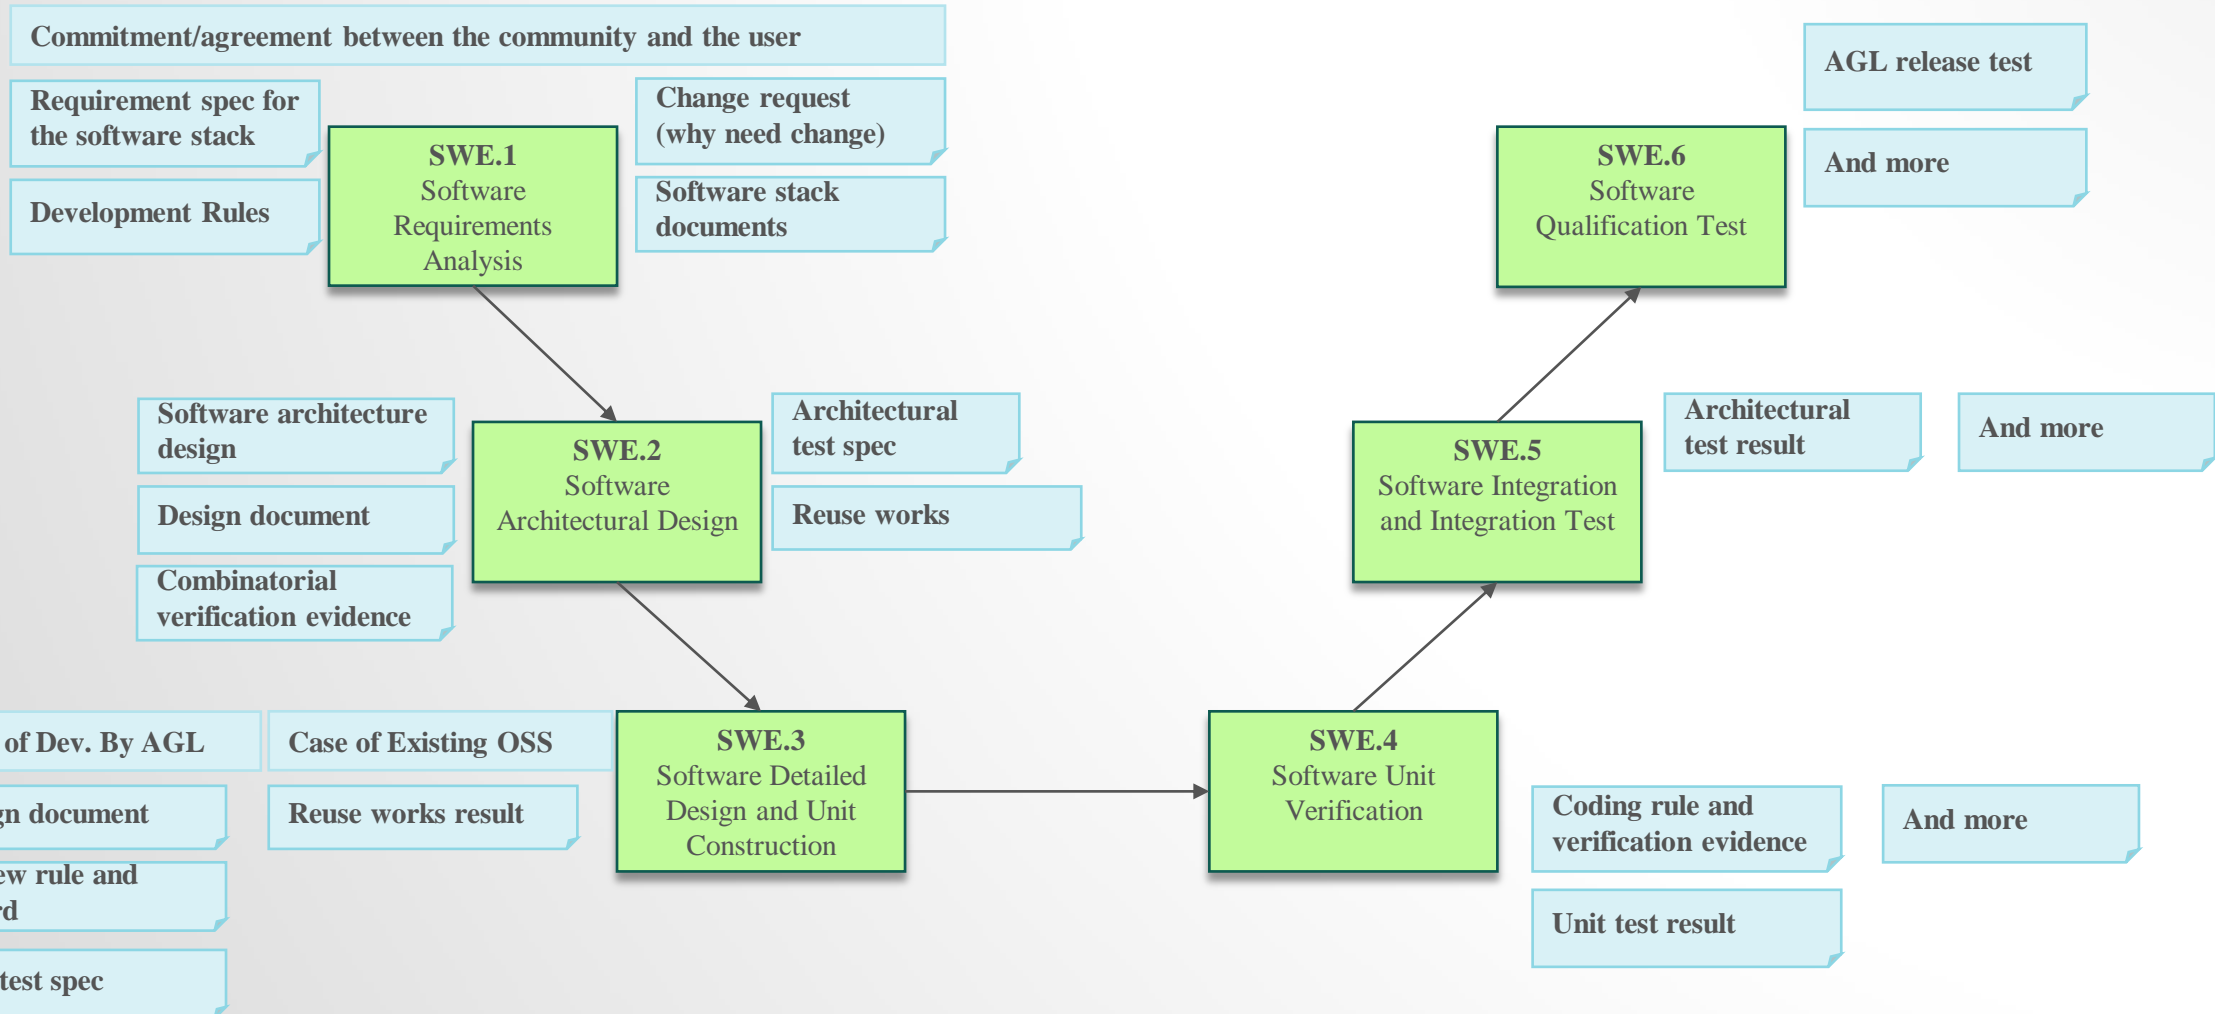 Commitment/agreement between the community and the user
Requirement spec for
the software stack
Development Rules
SWE.1
Software
Requirements
Analysis
Change request
(why need change)
Software stack
documents
SWE.6
Software
Qualification Test
AGL release test
And more
Software architecture
design
Design document
Combinatorial
verification evidence
SWE.2
Software
Architectural Design
Architectural
test spec
Reuse works
SWE.5
Software Integration
and Integration Test
Architectural
test result
And more
of Dev. By AGL
document
rule and
test spec
Case of Existing OSS
Reuse works result
SWE.3
Software Detailed
Design and Unit
Construction
SWE.4
Software Unit
Verification
Coding rule and
verification evidence
Unit test result
And more